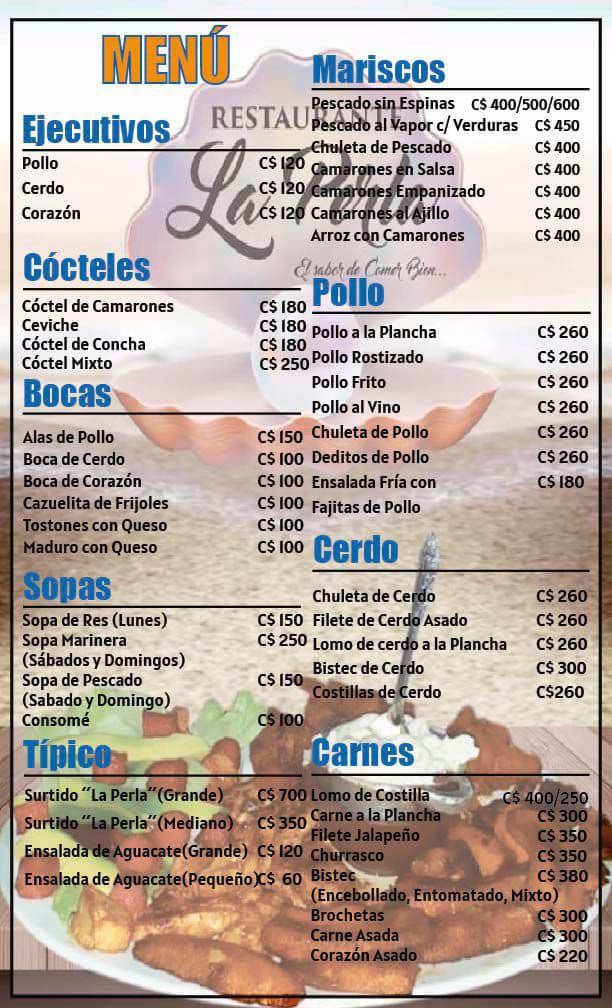 MENÚ
RESTAURANTE
La Perla
El sabor de Comer Bien...
Ejecutivos
Pollo C$ 120
Cerdo C$ 120
Corazón C$ 120
Cócteles
Cóctel de Camarones C$ 180
Ceviche C$ 180
Cóctel de Concha C$ 180
Cóctel Mixto C$ 250
Bocas
Alas de Pollo C$ 150
Boca de Cerdo C$ 100
Boca de Corazón C$ 100
Cazuelita de Frijoles C$ 100
Tostones con Queso C$ 100
Maduro con Queso C$ 100
Sopas
Sopa de Res (Lunes) C$ 150
Sopa Marinera C$ 250
(Sábados y Domingos)
Sopa de Pescado C$ 150
(Sabado y Domingo)
Consomé C$ 100
Típico
Surtido “La Perla”(Grande) C$ 700
Surtido “La Perla”(Mediano) C$ 350
Ensalada de Aguacate(Grande) C$ 120
Ensalada de Aguacate(Pequeño) C$ 60
Mariscos
Pescado sin Espinas C$ 400/500/600
Pescado al Vapor c/ Verduras C$ 450
Chuleta de Pescado C$ 400
Camarones en Salsa C$ 400
Camarones Empanizado C$ 400
Camarones al Ajillo C$ 400
Arroz con Camarones C$ 400
Pollo
Pollo a la Plancha C$ 260
Pollo Rostizado C$ 260
Pollo Frito C$ 260
Pollo al Vino C$ 260
Chuleta de Pollo C$ 260
Deditos de Pollo C$ 260
Ensalada Fría con C$ 180
Fajitas de Pollo
Cerdo
Chuleta de Cerdo C$ 260
Filete de Cerdo Asado C$ 260
Lomo de cerdo a la Plancha C$ 260
Bistec de Cerdo C$ 300
Costillas de Cerdo C$260
Carnes
Lomo de Costilla C$ 400/250
Carne a la Plancha C$ 300
Filete Jalapeño C$ 350
Churrasco C$ 350
Bistec C$ 380
(Encebollado, Entomatado, Mixto)
Brochetas C$ 300
Carne Asada C$ 300
Corazón Asado C$ 220